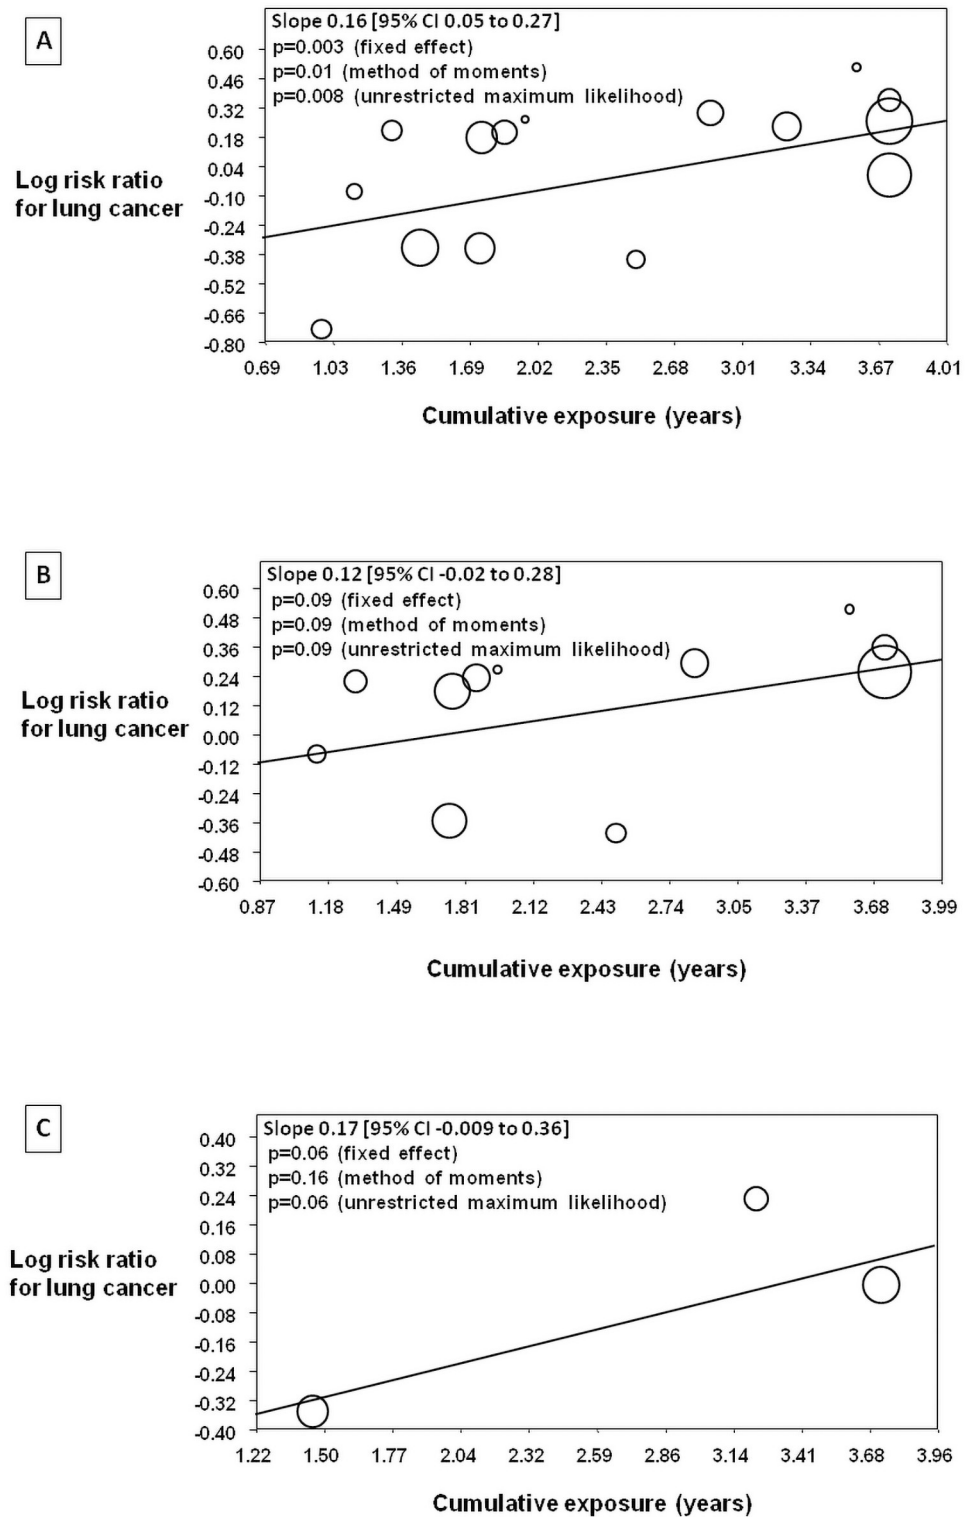 A
Slope 0.16 [95% CI 0.05 to 0.27]
p=0.003 (fixed effect)
p=0.01 (method of moments)
p=0.008 (unrestricted maximum likelihood)
0.60
0.46
0.32
0.18
0.04
-0.10
-0.24
-0.38
-0.52
-0.66
-0.80
Log risk ratio
for lung cancer
0.69 1.03 1.36 1.69 2.02 2.35 2.68 3.01 3.34 3.67 4.01
Cumulative exposure (years)
B
Slope 0.12 [95% CI -0.02 to 0.28]
p=0.09 (fixed effect)
p=0.09 (method of moments)
p=0.09 (unrestricted maximum likelihood)
0.60
0.48
0.36
0.24
0.12
0.00
-0.12
-0.24
-0.36
-0.48
-0.60
Log risk ratio
for lung cancer
0.87 1.18 1.49 1.81 2.12 2.43 2.74 3.05 3.37 3.68 3.99
Cumulative exposure (years)
C
Slope 0.17 [95% CI -0.009 to 0.36]
p=0.06 (fixed effect)
p=0.16 (method of moments)
p=0.06 (unrestricted maximum likelihood)
0.40
0.32
0.24
0.16
0.08
0.00
-0.08
-0.16
-0.24
-0.32
-0.40
Log risk ratio
for lung cancer
1.22 1.50 1.77 2.04 2.32 2.59 2.86 3.14 3.41 3.68 3.96
Cumulative exposure (years)